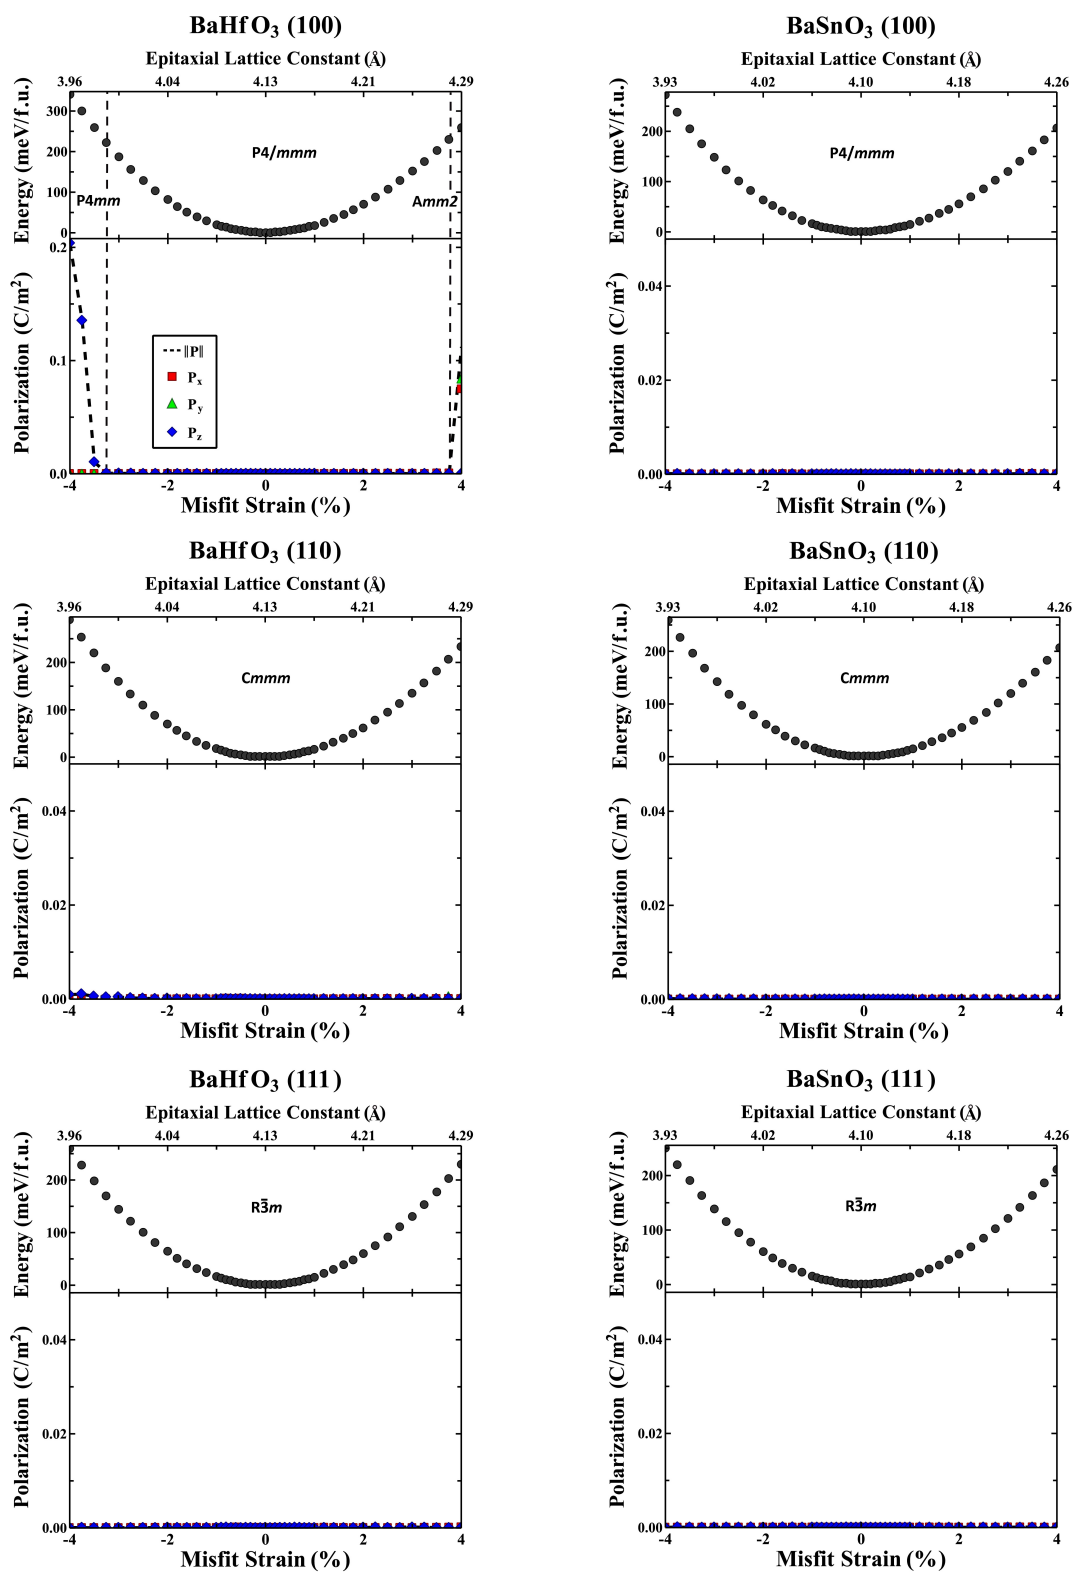 BaHfO3 (100)
Epitaxial Lattice Constant (Å)
3.96 4.04 4.13 4.21 4.29
Energy (meV/f.u.)
300
200
100
0
P4/mmm
P4mm
Amm2
Polarization (C/m²)
0.2
0.1
0.0
||P||
Px
Py
Pz
-4 -2 0 2 4
Misfit Strain (%)
BaSnO3 (100)
Epitaxial Lattice Constant (Å)
3.93 4.02 4.10 4.18 4.26
Energy (meV/f.u.)
200
100
0
P4/mmm
Polarization (C/m²)
0.04
0.02
0.00
-4 -2 0 2 4
Misfit Strain (%)
BaHfO3 (110)
Epitaxial Lattice Constant (Å)
3.96 4.04 4.13 4.21 4.29
Energy (meV/f.u.)
200
100
0
Cmmm
Polarization (C/m²)
0.04
0.02
0.00
-4 -2 0 2 4
Misfit Strain (%)
BaSnO3 (110)
Epitaxial Lattice Constant (Å)
3.93 4.02 4.10 4.18 4.26
Energy (meV/f.u.)
200
100
0
Cmmm
Polarization (C/m²)
0.04
0.02
0.00
-4 -2 0 2 4
Misfit Strain (%)
BaHfO3 (111)
Epitaxial Lattice Constant (Å)
3.96 4.04 4.13 4.21 4.29
Energy (meV/f.u.)
200
100
0
R3̅m
Polarization (C/m²)
0.04
0.02
0.00
-4 -2 0 2 4
Misfit Strain (%)
BaSnO3 (111)
Epitaxial Lattice Constant (Å)
3.93 4.02 4.10 4.18 4.26
Energy (meV/f.u.)
200
100
0
R3̅m
Polarization (C/m²)
0.04
0.02
0.00
-4 -2 0 2 4
Misfit Strain (%)